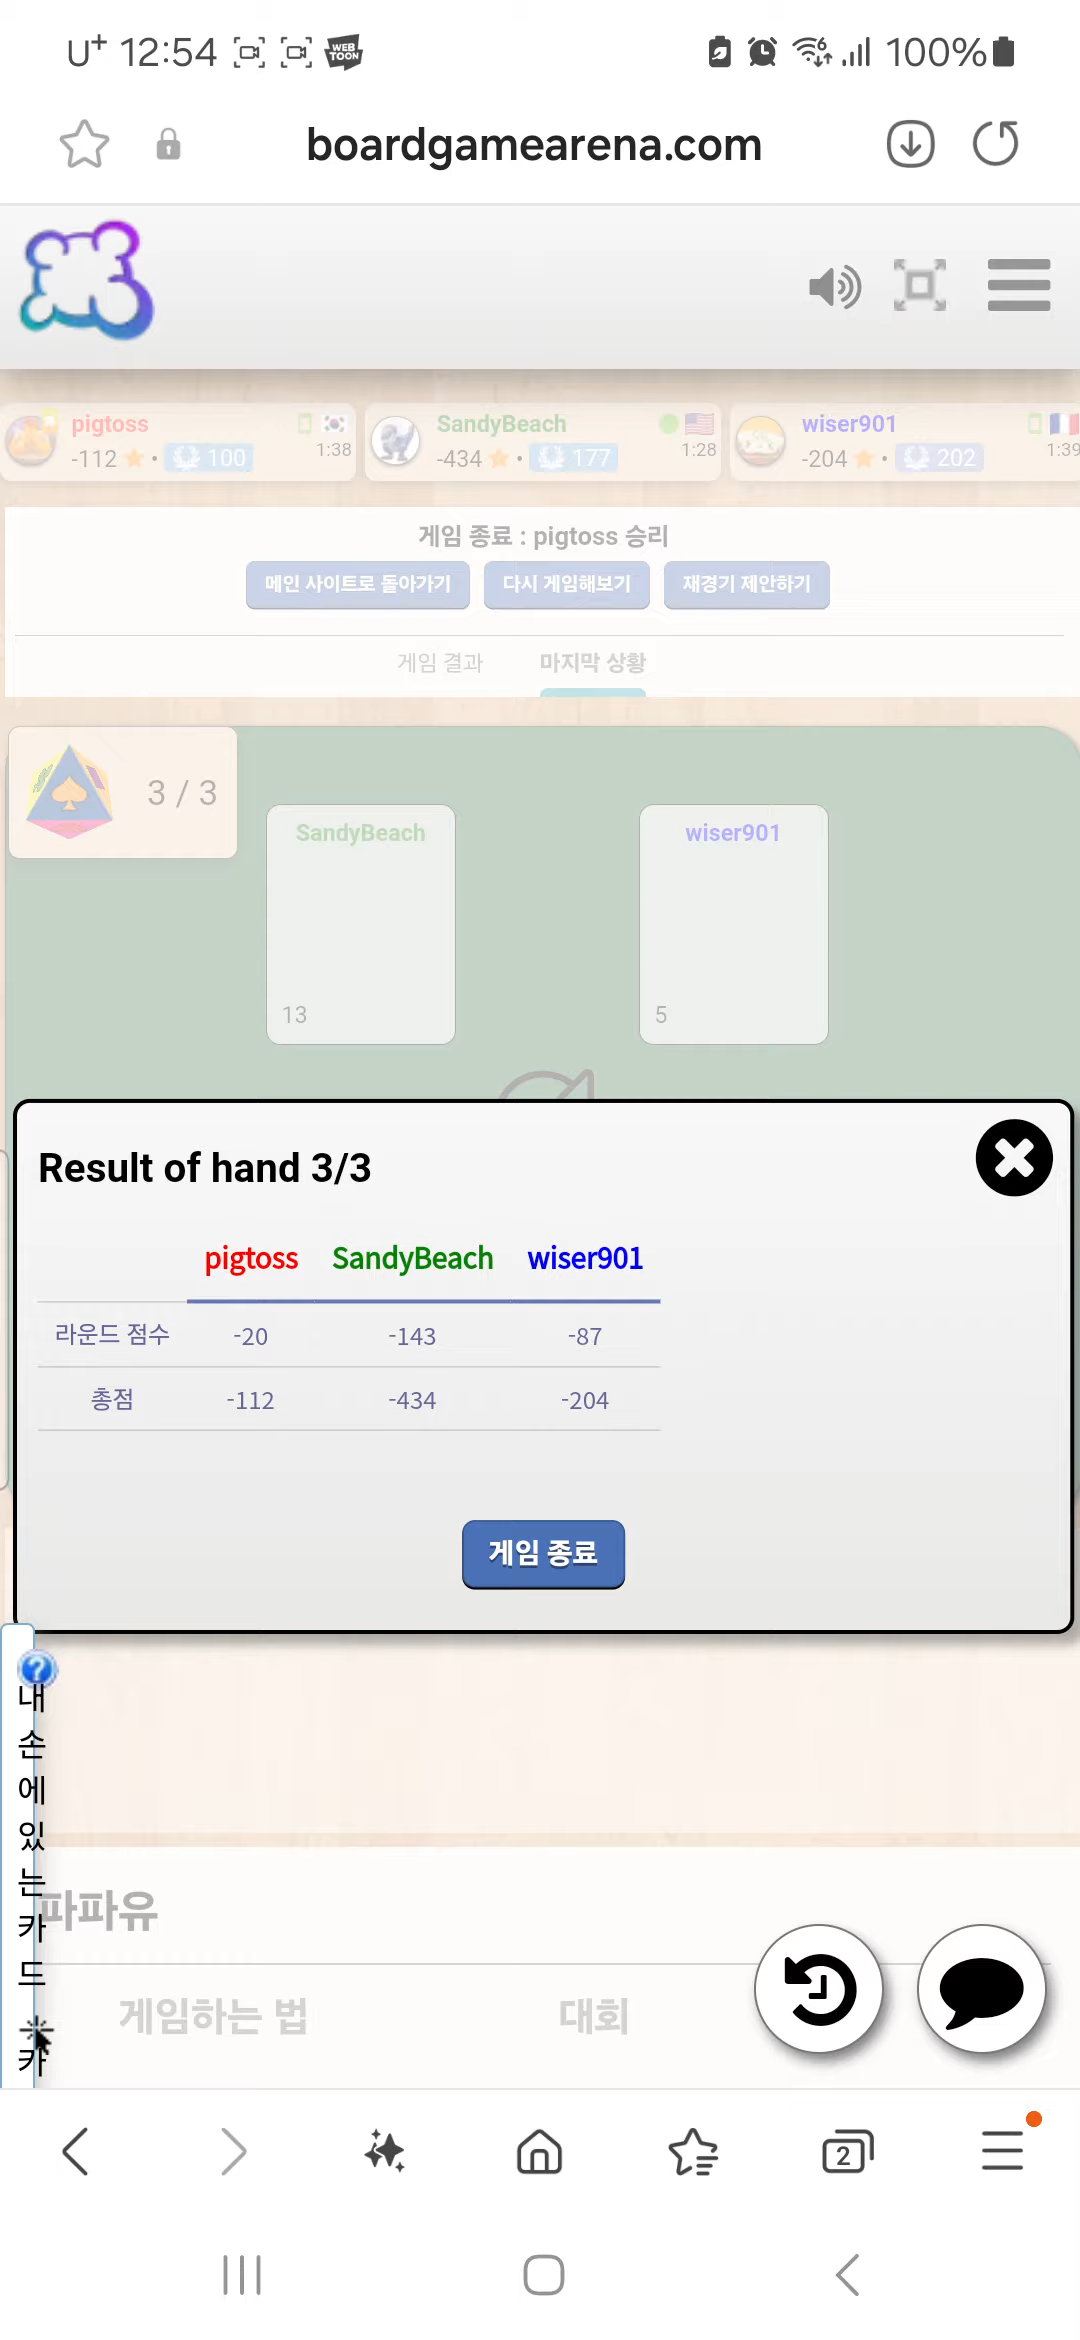 U+ 12:54 WEB TOON 6 100%
boardgamearena.com
pigtoss
-112 • 100 1:38
SandyBeach
-434 • 177 1:28
wiser901
-204 • 202 1:39
게임 종료 : pigtoss 승리
메인 사이트로 돌아가기 다시 게임해보기 재경기 제안하기
게임 결과 마지막 상황
3 / 3
SandyBeach wiser901
13 5
Result of hand 3/3
pigtoss SandyBeach wiser901
라운드 점수 -20 -143 -87
총점 -112 -434 -204
게임 종료
?
내
손
에
있
는
카
드
카
파파유
게임하는 법 대회
2